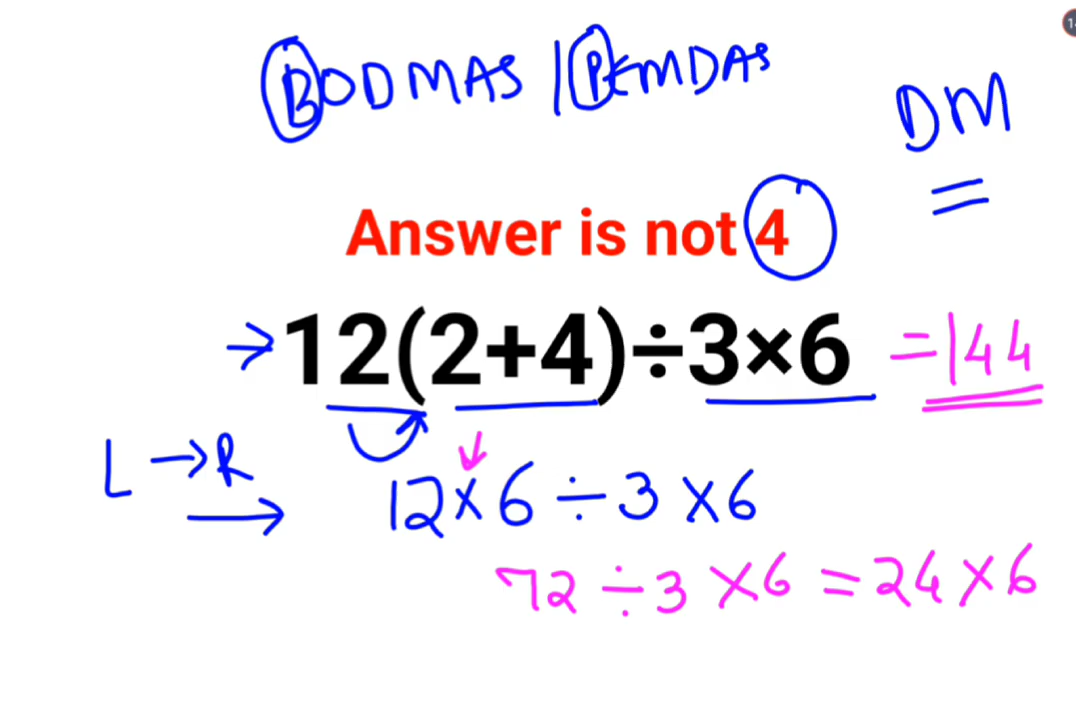 BODMAS | PEMDAS
DM
=
Answer is not 4
→ 12(2+4)÷3×6 = 144
L → R
12 × 6 ÷ 3 × 6
72 ÷ 3 × 6 = 24 × 6